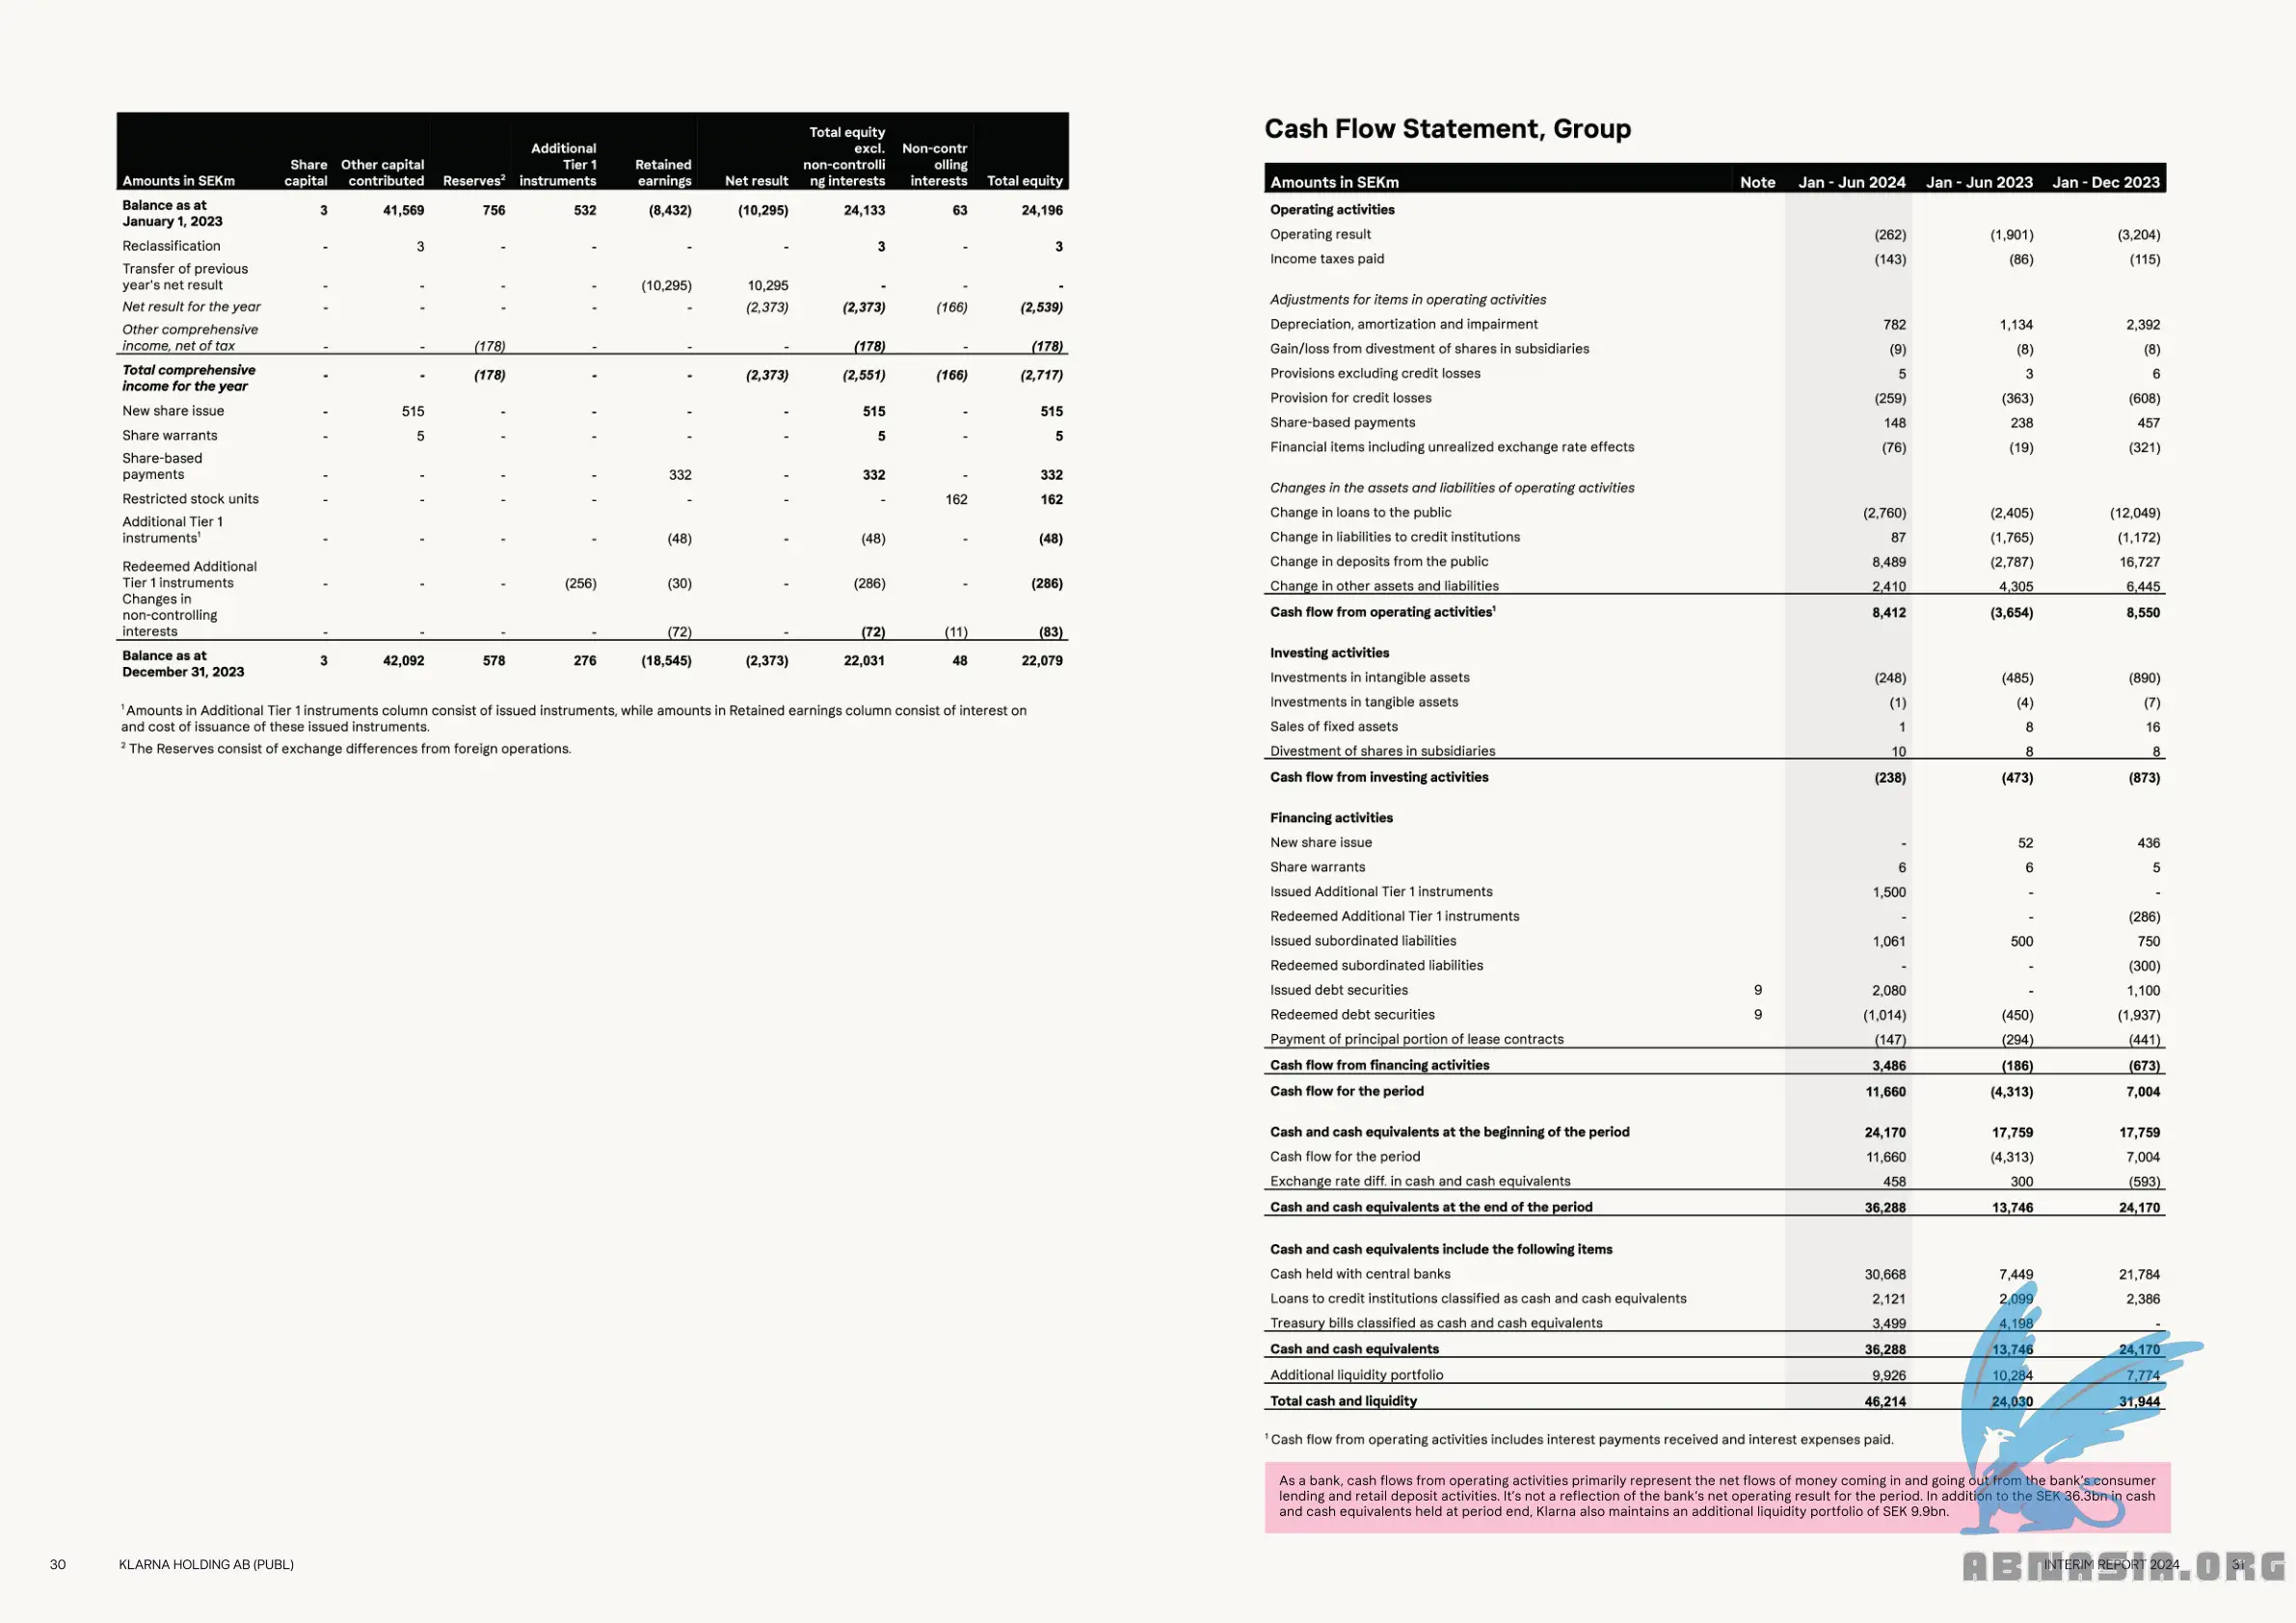 Amounts in SEKm Share capital Other capital contributed Reserves² Additional Tier 1 instruments Retained earnings Net result Total equity excl. non-controlli ng interests Non-contr olling interests Total equity
Balance as at
January 1, 2023 3 41,569 756 532 (8,432) (10,295) 24,133 63 24,196
Reclassification - 3 - - - - 3 - 3
Transfer of previous
year's net result - - - - (10,295) 10,295 - - -
Net result for the year - - - - - (2,373) (2,373) (166) (2,539)
Other comprehensive
income, net of tax - - (178) - - - (178) - (178)
Total comprehensive
income for the year - - (178) - - (2,373) (2,551) (166) (2,717)
New share issue - 515 - - - - 515 - 515
Share warrants - 5 - - - - 5 - 5
Share-based
payments - - - - 332 - 332 - 332
Restricted stock units - - - - - - - 162 162
Additional Tier 1
instruments¹ - - - - (48) - (48) - (48)
Redeemed Additional
Tier 1 instruments - - - (256) (30) - (286) - (286)
Changes in
non-controlling
interests - - - - (72) - (72) (11) (83)
Balance as at
December 31, 2023 3 42,092 578 276 (18,545) (2,373) 22,031 48 22,079
¹ Amounts in Additional Tier 1 instruments column consist of issued instruments, while amounts in Retained earnings column consist of interest on
and cost of issuance of these issued instruments.
² The Reserves consist of exchange differences from foreign operations.
30 KLARNA HOLDING AB (PUBL)
Cash Flow Statement, Group
Amounts in SEKm Note Jan - Jun 2024 Jan - Jun 2023 Jan - Dec 2023
Operating activities
Operating result (262) (1,901) (3,204)
Income taxes paid (143) (86) (115)
Adjustments for items in operating activities
Depreciation, amortization and impairment 782 1,134 2,392
Gain/loss from divestment of shares in subsidiaries (9) (8) (8)
Provisions excluding credit losses 5 3 6
Provision for credit losses (259) (363) (608)
Share-based payments 148 238 457
Financial items including unrealized exchange rate effects (76) (19) (321)
Changes in the assets and liabilities of operating activities
Change in loans to the public (2,760) (2,405) (12,049)
Change in liabilities to credit institutions 87 (1,765) (1,172)
Change in deposits from the public 8,489 (2,787) 16,727
Change in other assets and liabilities 2,410 4,305 6,445
Cash flow from operating activities¹ 8,412 (3,654) 8,550
Investing activities
Investments in intangible assets (248) (485) (890)
Investments in tangible assets (1) (4) (7)
Sales of fixed assets 1 8 16
Divestment of shares in subsidiaries 10 8 8
Cash flow from investing activities (238) (473) (873)
Financing activities
New share issue - 52 436
Share warrants 6 6 5
Issued Additional Tier 1 instruments 1,500 - -
Redeemed Additional Tier 1 instruments - - (286)
Issued subordinated liabilities 1,061 500 750
Redeemed subordinated liabilities - - (300)
Issued debt securities 9 2,080 - 1,100
Redeemed debt securities 9 (1,014) (450) (1,937)
Payment of principal portion of lease contracts (147) (294) (441)
Cash flow from financing activities 3,486 (186) (673)
Cash flow for the period 11,660 (4,313) 7,004
Cash and cash equivalents at the beginning of the period 24,170 17,759 17,759
Cash flow for the period 11,660 (4,313) 7,004
Exchange rate diff. in cash and cash equivalents 458 300 (593)
Cash and cash equivalents at the end of the period 36,288 13,746 24,170
Cash and cash equivalents include the following items
Cash held with central banks 30,668 7,449 21,784
Loans to credit institutions classified as cash and cash equivalents 2,121 2,099 2,386
Treasury bills classified as cash and cash equivalents 3,499 4,198 -
Cash and cash equivalents 36,288 13,746 24,170
Additional liquidity portfolio 9,926 10,284 7,774
Total cash and liquidity 46,214 24,030 31,944
¹ Cash flow from operating activities includes interest payments received and interest expenses paid.
As a bank, cash flows from operating activities primarily represent the net flows of money coming in and going out from the bank's consumer
lending and retail deposit activities. It's not a reflection of the bank's net operating result for the period. In addition to the SEK 36.3bn in cash
and cash equivalents held at period end, Klarna also maintains an additional liquidity portfolio of SEK 9.9bn.
INTERIM REPORT 2024 31
ABNASIA.ORG